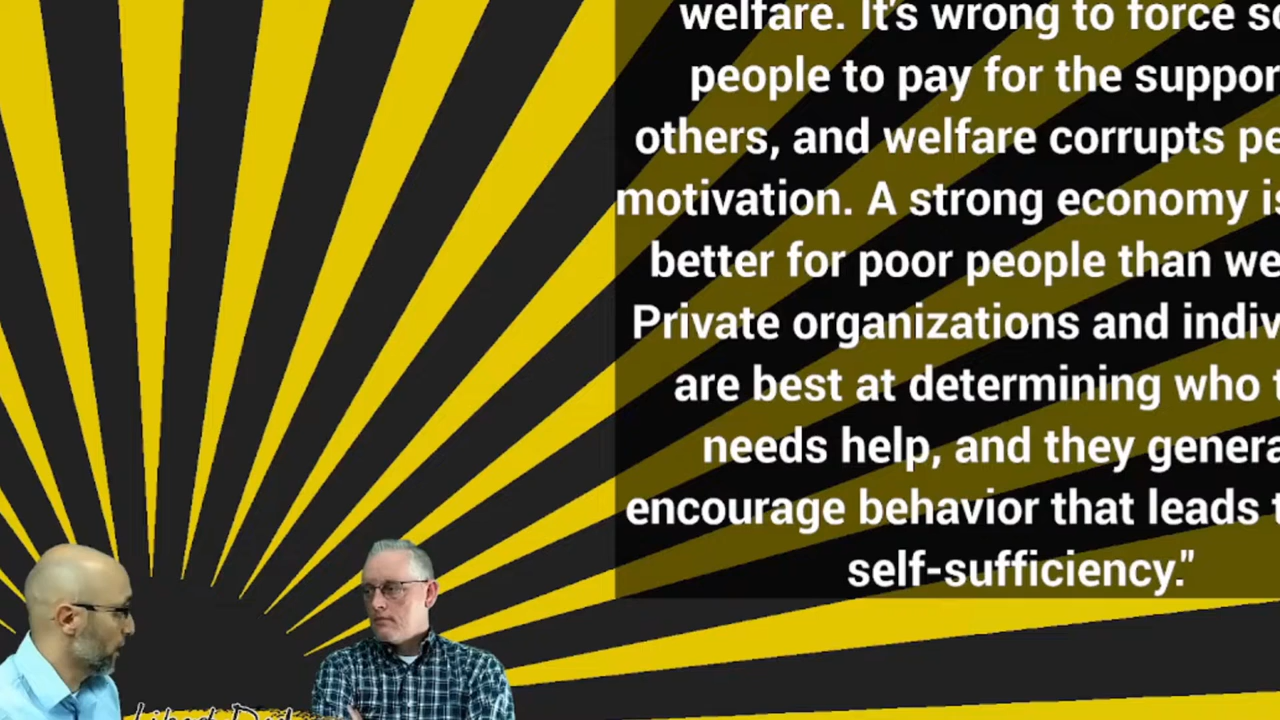 welfare. It's wrong to force
people to pay for the
others, and welfare corrupts
motivation. A strong economy
better for poor people than
Private organizations and
are best at determining who
needs help, and they
encourage behavior that leads
self-sufficiency."